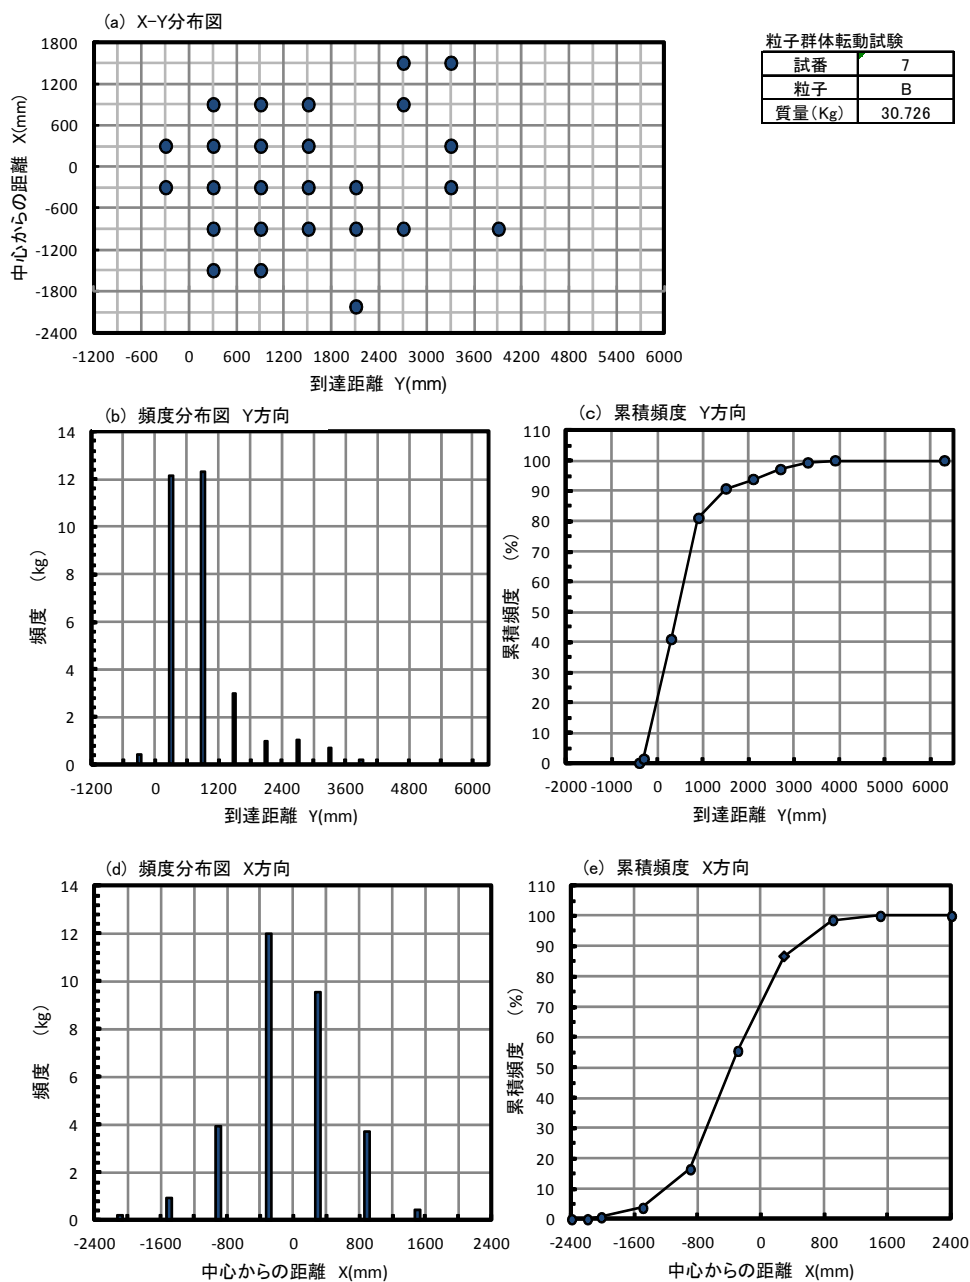 (a) X-Y分布図
1800
1200
600
0
-600
-1200
-1800
-2400
中心からの距離 X(mm)
-1200 -600 0 600 1200 1800 2400 3000 3600 4200 4800 5400 6000
到達距離 Y(mm)
粒子群体転動試験
試番 7
粒子 B
質量(Kg) 30.726
(b) 頻度分布図 Y方向
14
12
10
8
6
4
2
0
頻度 (kg)
-1200 0 1200 2400 3600 4800 6000
到達距離 Y(mm)
(c) 累積頻度 Y方向
110
100
90
80
70
60
50
40
30
20
10
0
累積頻度 (%)
-2000 -1000 0 1000 2000 3000 4000 5000 6000
到達距離 Y(mm)
(d) 頻度分布図 X方向
14
12
10
8
6
4
2
0
頻度 (kg)
-2400 -1600 -800 0 800 1600 2400
中心からの距離 X(mm)
(e) 累積頻度 X方向
110
100
90
80
70
60
50
40
30
20
10
0
累積頻度 (%)
-2400 -1600 -800 0 800 1600 2400
中心からの距離 X(mm)